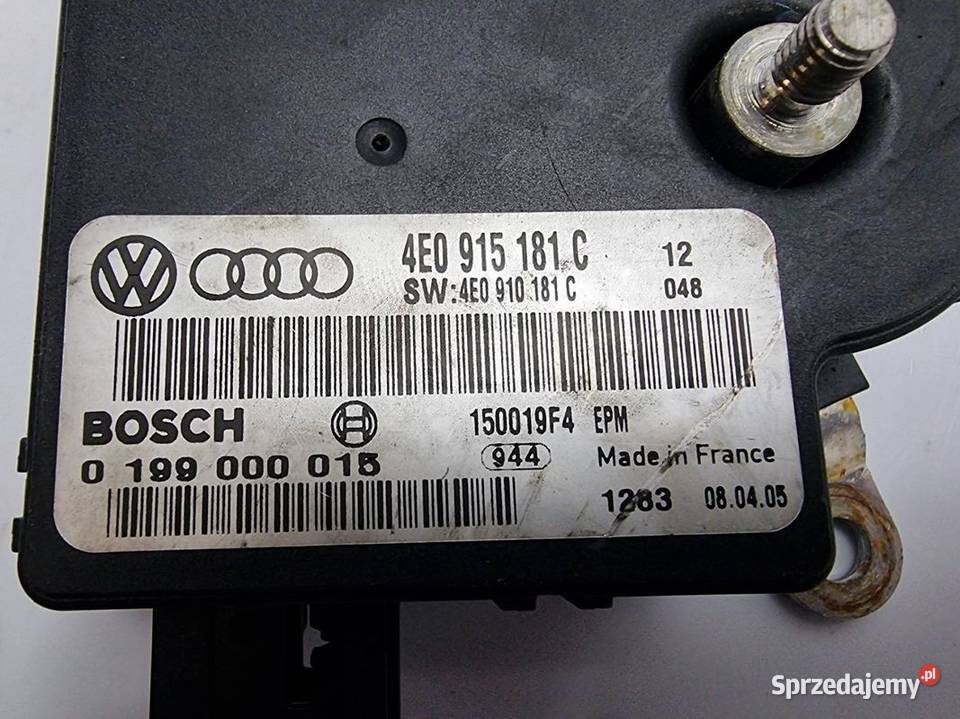 4E0 915 181 C 12
SW:4E0 910 181 C 048
BOSCH 150019F4 EPM
0 199 000 015 944 Made in France
1283 08.04.05
Sprzedajemy.pl